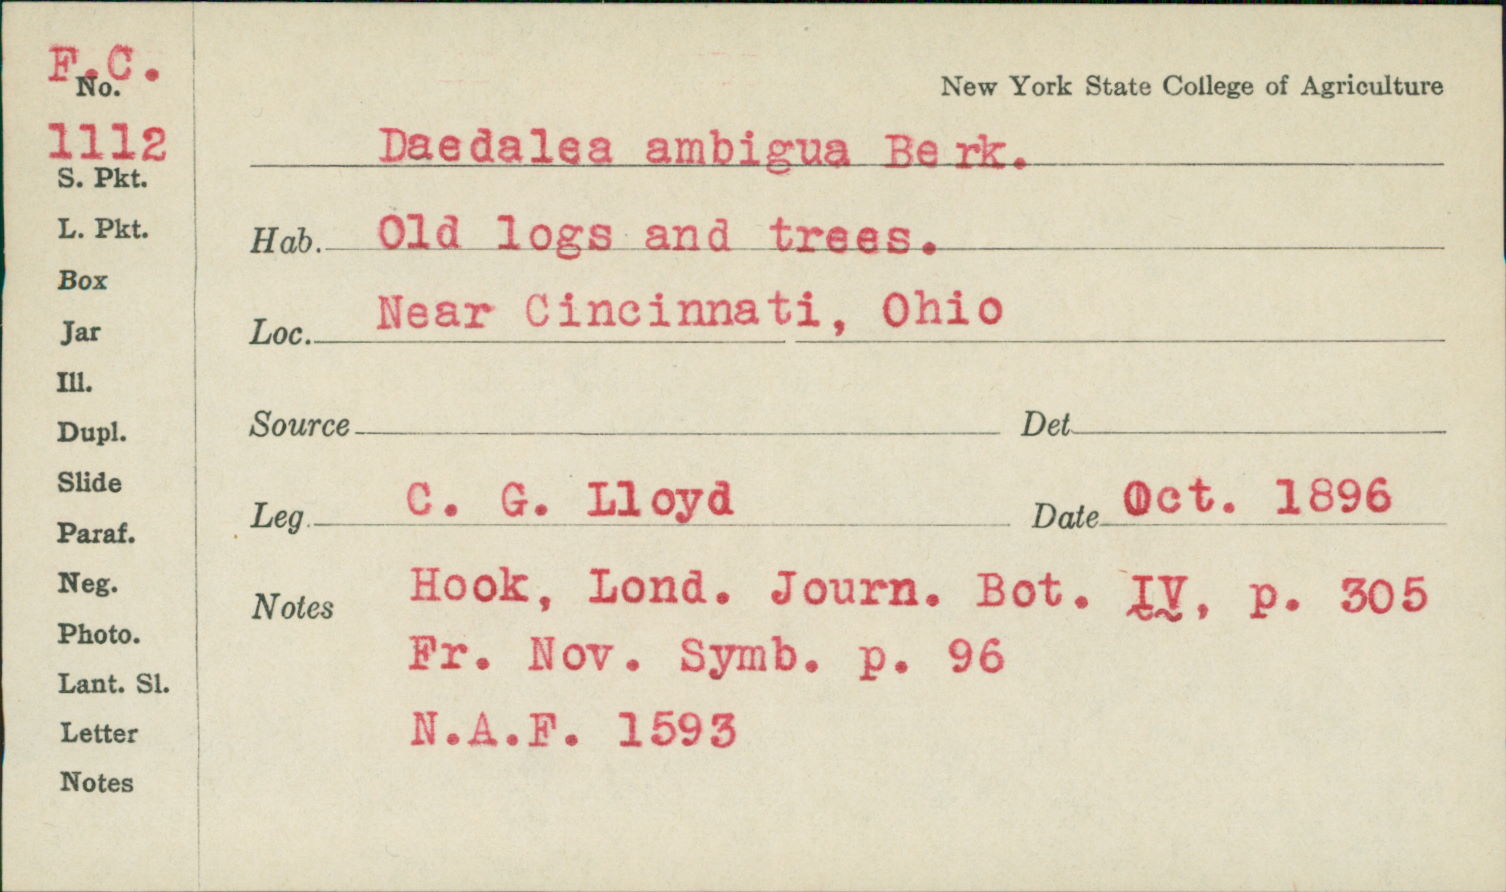 F.C.
No.
1112
S. Pkt.
L. Pkt.
Box
Jar
Ill.
Dupl.
Slide
Paraf.
Neg.
Photo.
Lant. Sl.
Letter
Notes
New York State College of Agriculture
Daedalea ambigua Berk.
Hab. Old logs and trees.
Loc. Near Cincinnati, Ohio
Source Det
Leg. C. G. Lloyd Date Oct. 1896
Notes Hook, Lond. Journ. Bot. IV, p. 305
Fr. Nov. Symb. p. 96
N.A.F. 1593